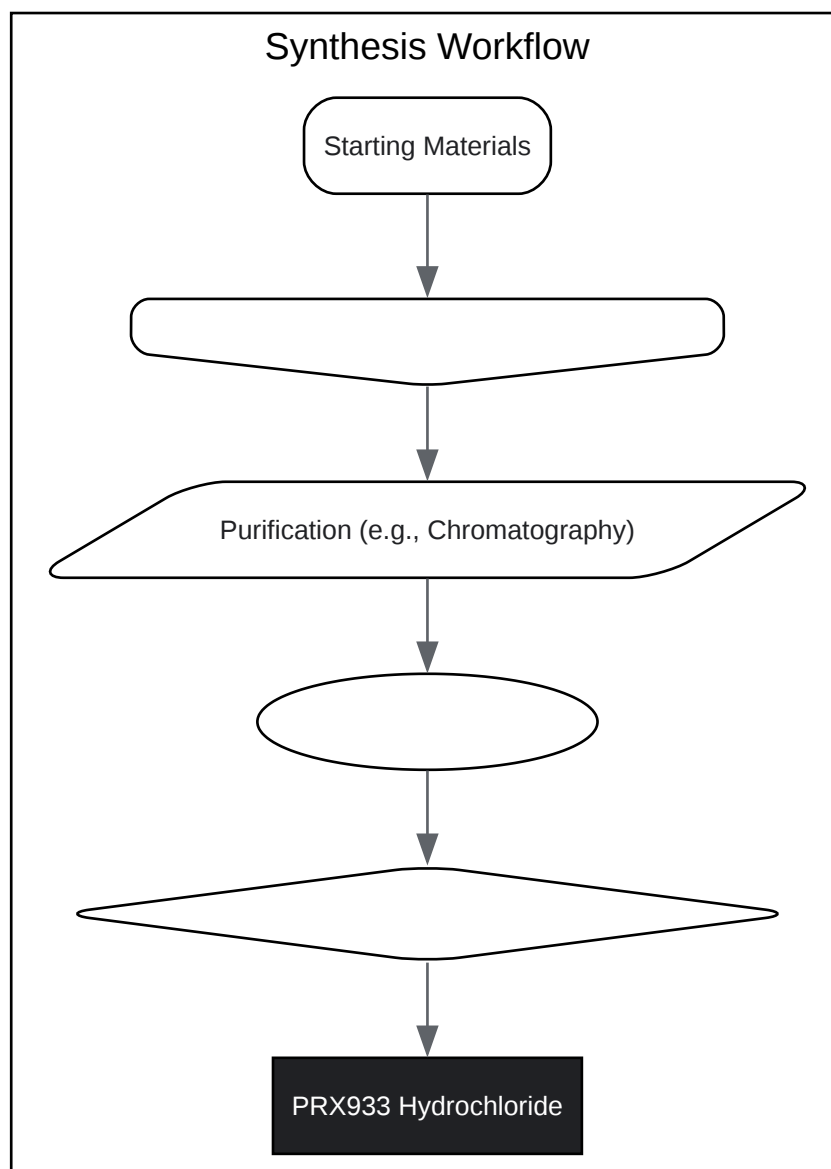 Synthesis Workflow
Starting Materials
Purification (e.g., Chromatography)
PRX933 Hydrochloride